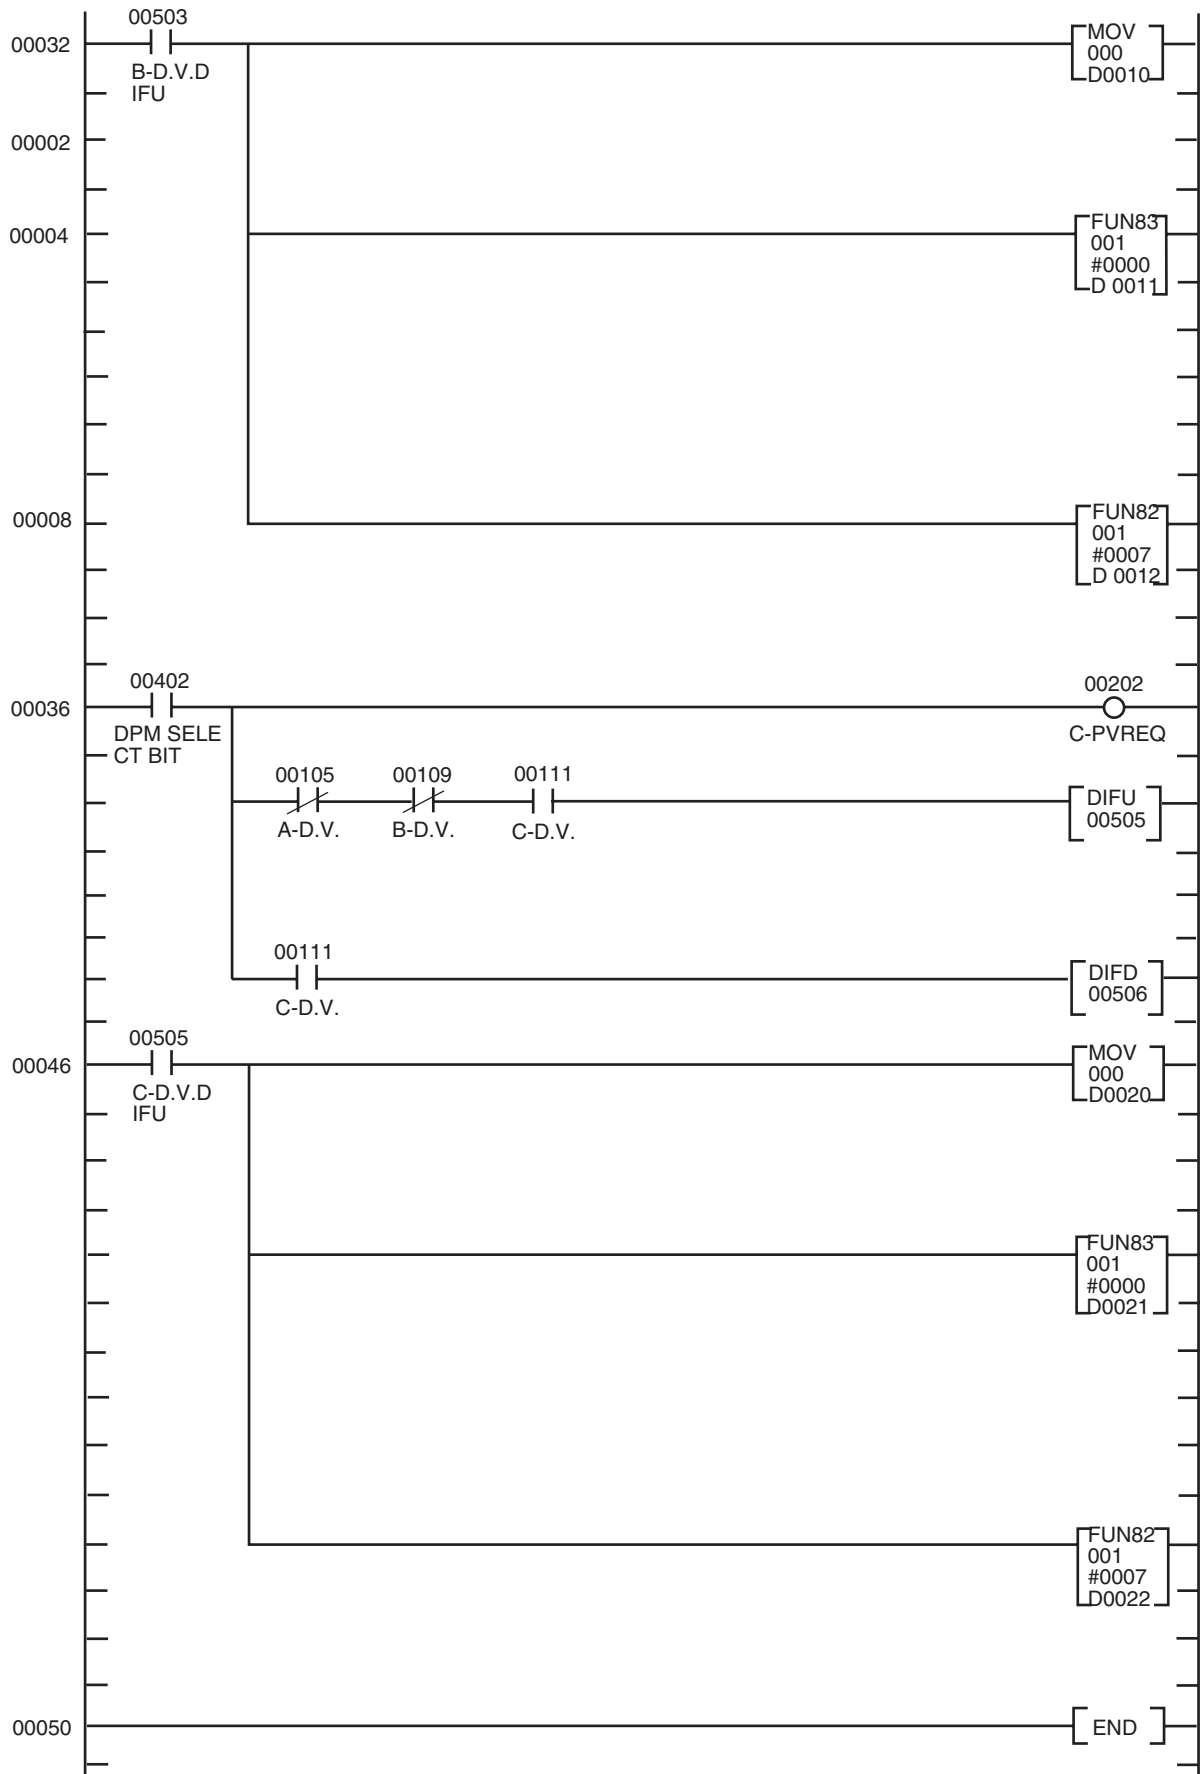 00503
00032
B-D.V.D
IFU
MOV
000
D0010
00002
00004
FUN83
001
#0000
D 0011
00008
FUN82
001
#0007
D 0012
00402
00036
DPM SELE
CT BIT
00202
C-PVREQ
00105
A-D.V.
00109
B-D.V.
00111
C-D.V.
DIFU
00505
00111
C-D.V.
DIFD
00506
00505
00046
C-D.V.D
IFU
MOV
000
D0020
FUN83
001
#0000
D0021
FUN82
001
#0007
D0022
00050
END